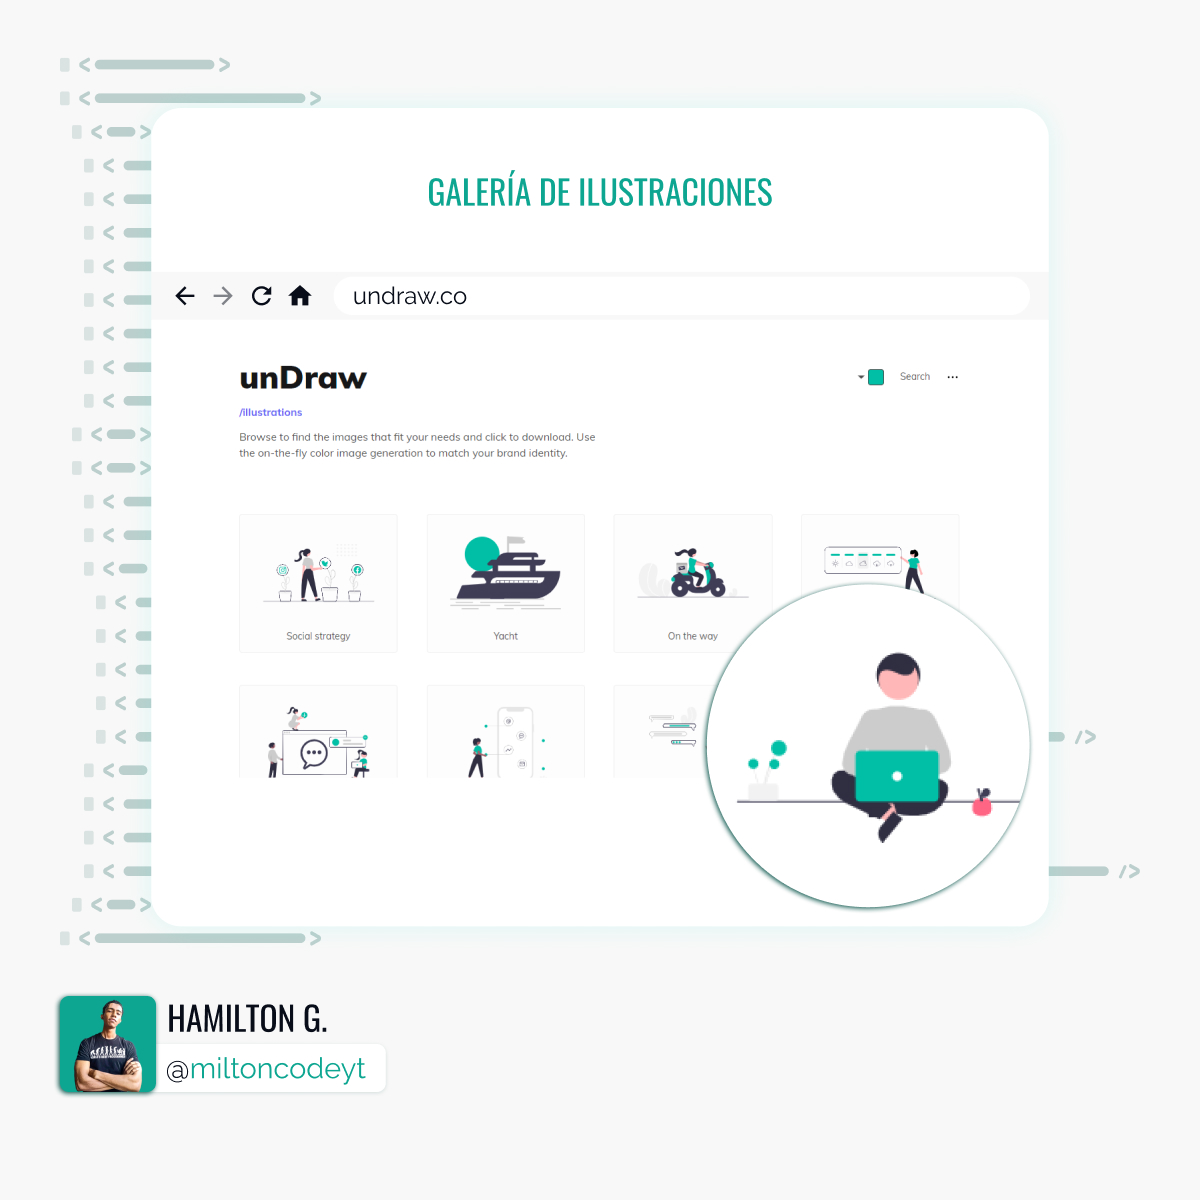 GALERÍA DE ILUSTRACIONES
undraw.co
unDraw
Search
/illustrations
Browse to find the images that fit your needs and click to download. Use
the on-the-fly color image generation to match your brand identity.
Social strategy
Yacht
On the way
HAMILTON G.
@miltoncodeyt